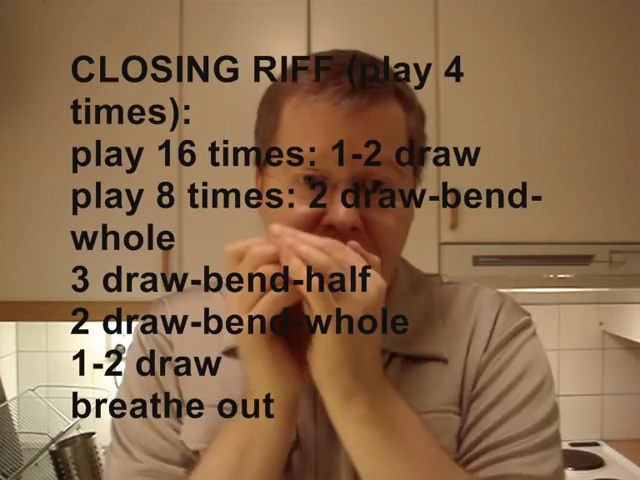 CLOSING RIFF (play 4
times):
play 16 times: 1-2 draw
play 8 times: 2 draw-bend-
whole
3 draw-bend-half
2 draw-bend-whole
1-2 draw
breathe out